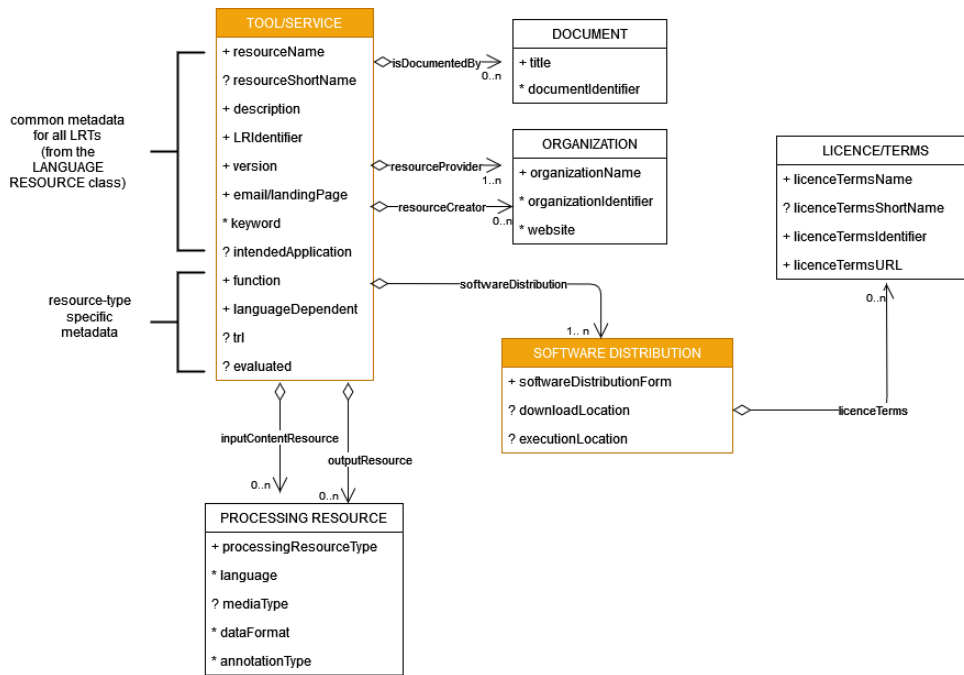 TOOL/SERVICE
+ resourceName
? resourceShortName
+ description
+ LRIdentifier
+ version
+ email/landingPage
* keyword
? intendedApplication
+ function
+ languageDependent
? trl
? evaluated
common metadata
for all LRTs
(from the
LANGUAGE
RESOURCE class)
resource-type
specific
metadata
isDocumentedBy
0..n
DOCUMENT
+ title
* documentIdentifier
resourceProvider
1..n
resourceCreator
0..n
ORGANIZATION
+ organizationName
* organizationIdentifier
* website
LICENCE/TERMS
+ licenceTermsName
? licenceTermsShortName
+ licenceTermsIdentifier
+ licenceTermsURL
0..n
softwareDistribution
1.. n
SOFTWARE DISTRIBUTION
+ softwareDistributionForm
? downloadLocation
? executionLocation
licenceTerms
inputContentResource
outputResource
0..n
0..n
PROCESSING RESOURCE
+ processingResourceType
* language
? mediaType
* dataFormat
* annotationType